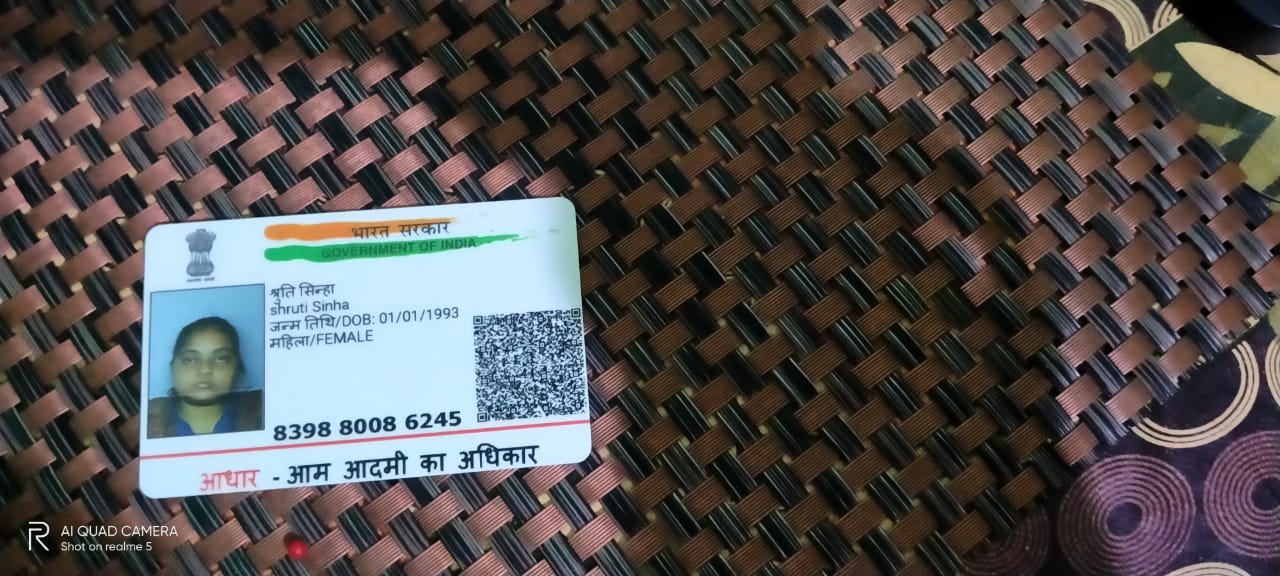 भारत सरकार
GOVERNMENT OF INDIA
श्रुति सिन्हा
shruti Sinha
जन्म तिथि/DOB: 01/01/1993
महिला/FEMALE
8398 8008 6245
आधार - आम आदमी का अधिकार
AI QUAD CAMERA
Shot on realme 5